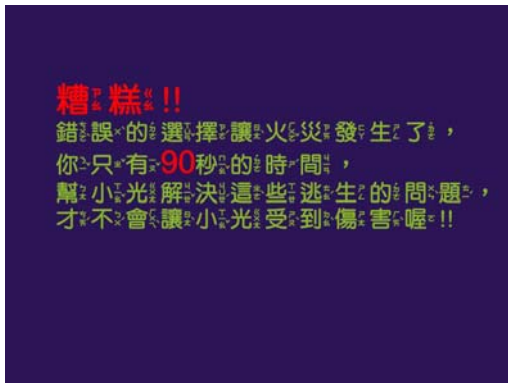 糟糕!!
錯誤的選擇讓火災發生了，
你只有90秒的時間，
幫小光解決這些逃生的問題，
才不會讓小光受到傷害喔!!